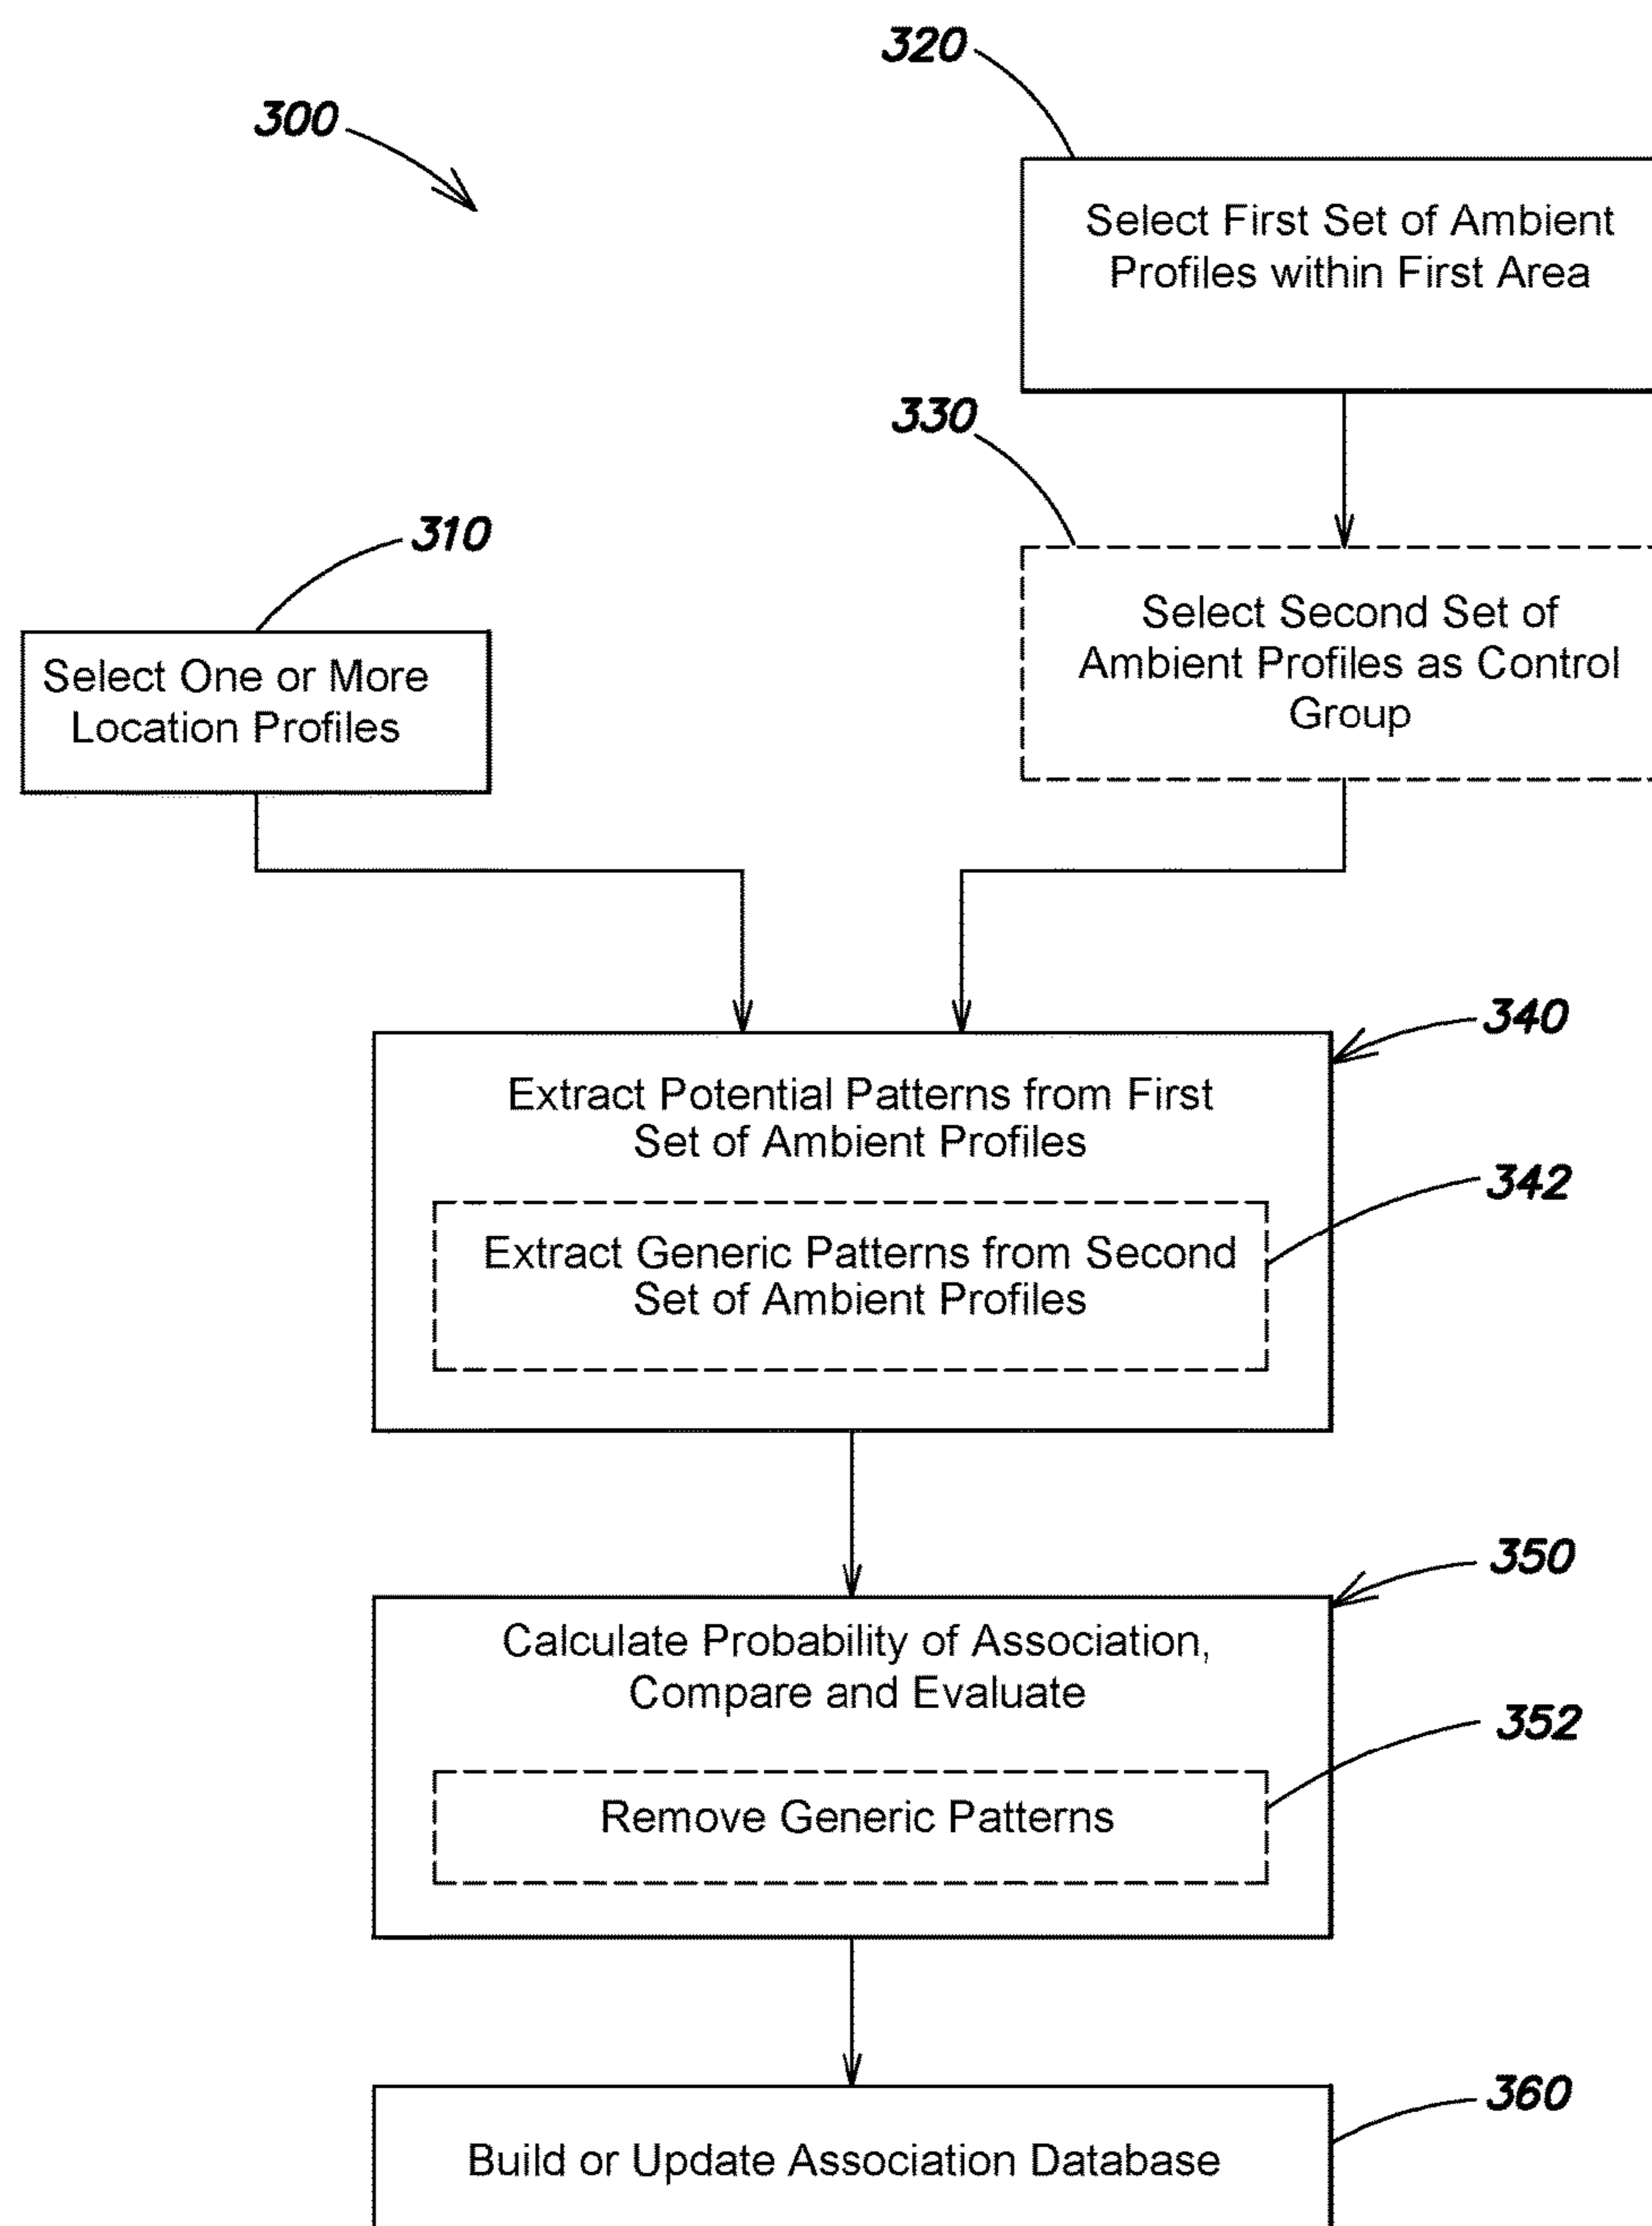 320
300
Select First Set of Ambient
Profiles within First Area
330
310
Select Second Set of
Ambient Profiles as Control
Group
Select One or More
Location Profiles
340
Extract Potential Patterns from First
Set of Ambient Profiles
342
Extract Generic Patterns from Second
Set of Ambient Profiles
350
Calculate Probability of Association,
Compare and Evaluate
352
Remove Generic Patterns
360
Build or Update Association Database